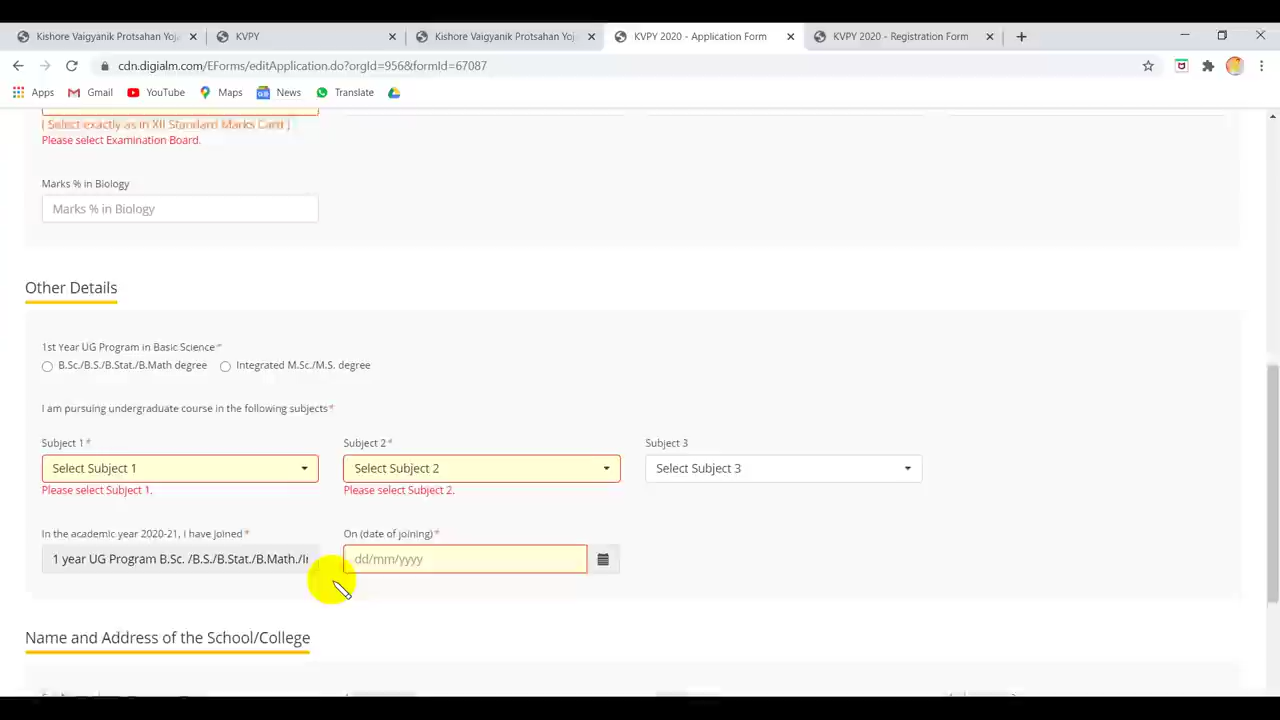 Kishore Vaigyanik Protsahan Yoja
KVPY
Kishore Vaigyanik Protsahan Yoja
KVPY 2020 - Application Form
KVPY 2020 - Registration Form
cdn.digialm.com/EForms/editApplication.do?orgId=956&formId=67087
Apps
Gmail
YouTube
Maps
News
Translate
[ Select exactly as in XII Standard Marks Card ]
Please select Examination Board.
Marks % in Biology
Marks % in Biology
Other Details
1st Year UG Program in Basic Science*
B.Sc./B.S./B.Stat./B.Math degree
Integrated M.Sc./M.S. degree
I am pursuing undergraduate course in the following subjects*
Subject 1*
Subject 2*
Subject 3
Select Subject 1
Select Subject 2
Select Subject 3
Please select Subject 1.
Please select Subject 2.
In the academic year 2020-21, I have joined*
On (date of joining)*
1 year UG Program B.Sc. /B.S./B.Stat./B.Math./I
dd/mm/yyyy
Name and Address of the School/College